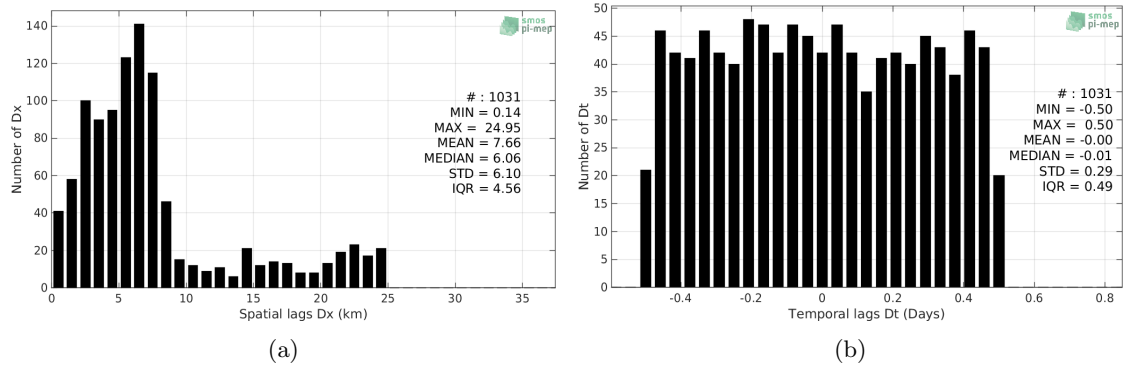 140
120
100
80
60
40
20
0
0 5 10 15 20 25 30 35
Number of Dx
Spatial lags Dx (km)
smos
pi-mep
# : 1031
MIN = 0.14
MAX = 24.95
MEAN = 7.66
MEDIAN = 6.06
STD = 6.10
IQR = 4.56
(a)
50
45
40
35
30
25
20
15
10
5
0
-0.4 -0.2 0 0.2 0.4 0.6 0.8
Number of Dt
Temporal lags Dt (Days)
smos
pi-mep
# : 1031
MIN = -0.50
MAX = 0.50
MEAN = -0.00
MEDIAN = -0.01
STD = 0.29
IQR = 0.49
(b)